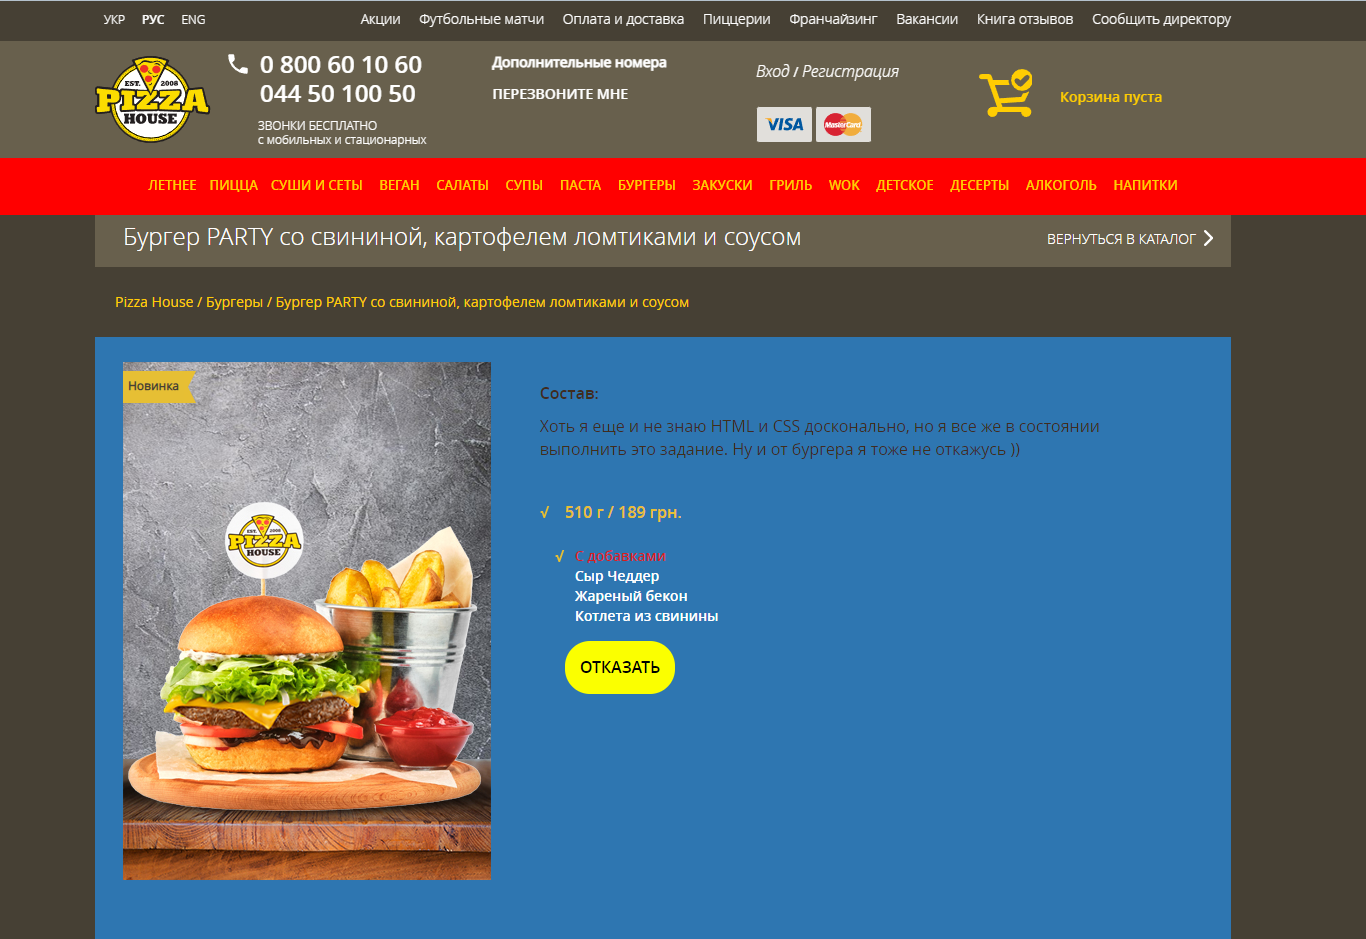 УКР РУС ENG Акции Футбольные матчи Оплата и доставка Пиццерии Франчайзинг Вакансии Книга отзывов Сообщить директору
EST. 2008
PIZZA
HOUSE
0 800 60 10 60
044 50 100 50
ЗВОНКИ БЕСПЛАТНО
с мобильных и стационарных
Дополнительные номера
ПЕРЕЗВОНИТЕ МНЕ
Вход / Регистрация
VISA MasterCard
Корзина пуста
ЛЕТНЕЕ ПИЦЦА СУШИ И СЕТЫ ВЕГАН САЛАТЫ СУПЫ ПАСТА БУРГЕРЫ ЗАКУСКИ ГРИЛЬ WOK ДЕТСКОЕ ДЕСЕРТЫ АЛКОГОЛЬ НАПИТКИ
Бургер PARTY со свининой, картофелем ломтиками и соусом
ВЕРНУТЬСЯ В КАТАЛОГ
Pizza House / Бургеры / Бургер PARTY со свининой, картофелем ломтиками и соусом
Новинка
EST. 2008
PIZZA
HOUSE
Состав:
Хоть я еще и не знаю HTML и CSS досконально, но я все же в состоянии
выполнить это задание. Ну и от бургера я тоже не откажусь ))
√ 510 г / 189 грн.
√ С добавками
Сыр Чеддер
Жареный бекон
Котлета из свинины
ОТКАЗАТЬ